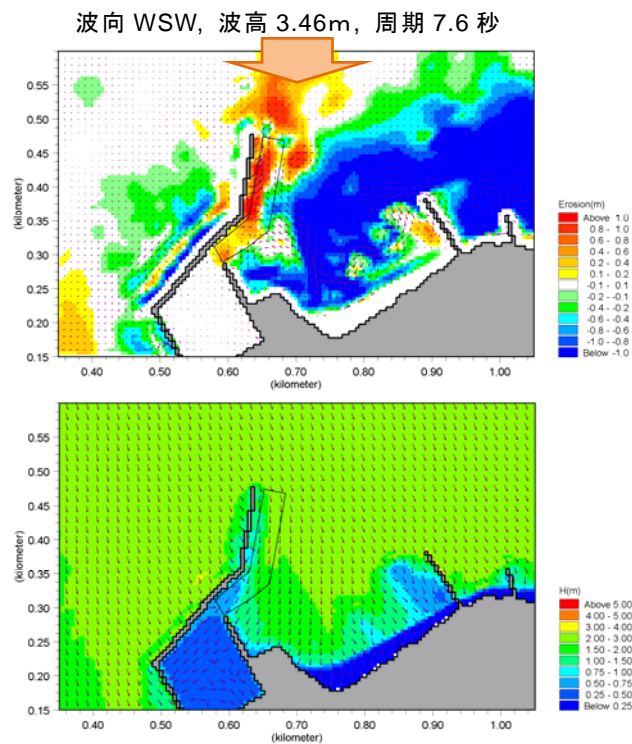 波向 WSW, 波高 3.46m, 周期 7.6 秒
0.55
0.50
0.45
0.40
0.35
0.30
0.25
0.20
0.15
(kilometer)
0.40 0.50 0.60 0.70 0.80 0.90 1.00
(kilometer)
Erosion(m)
Above 1.0
0.8 - 1.0
0.6 - 0.8
0.4 - 0.6
0.2 - 0.4
0.1 - 0.2
-0.1 - 0.1
-0.2 - -0.1
-0.4 - -0.2
-0.6 - -0.4
-0.8 - -0.6
-1.0 - -0.8
Below -1.0
0.55
0.50
0.45
0.40
0.35
0.30
0.25
0.20
0.15
(kilometer)
0.40 0.50 0.60 0.70 0.80 0.90 1.00
(kilometer)
H(m)
Above 5.00
4.00 - 5.00
3.00 - 4.00
2.00 - 3.00
1.50 - 2.00
1.00 - 1.50
0.75 - 1.00
0.50 - 0.75
0.25 - 0.50
Below 0.25